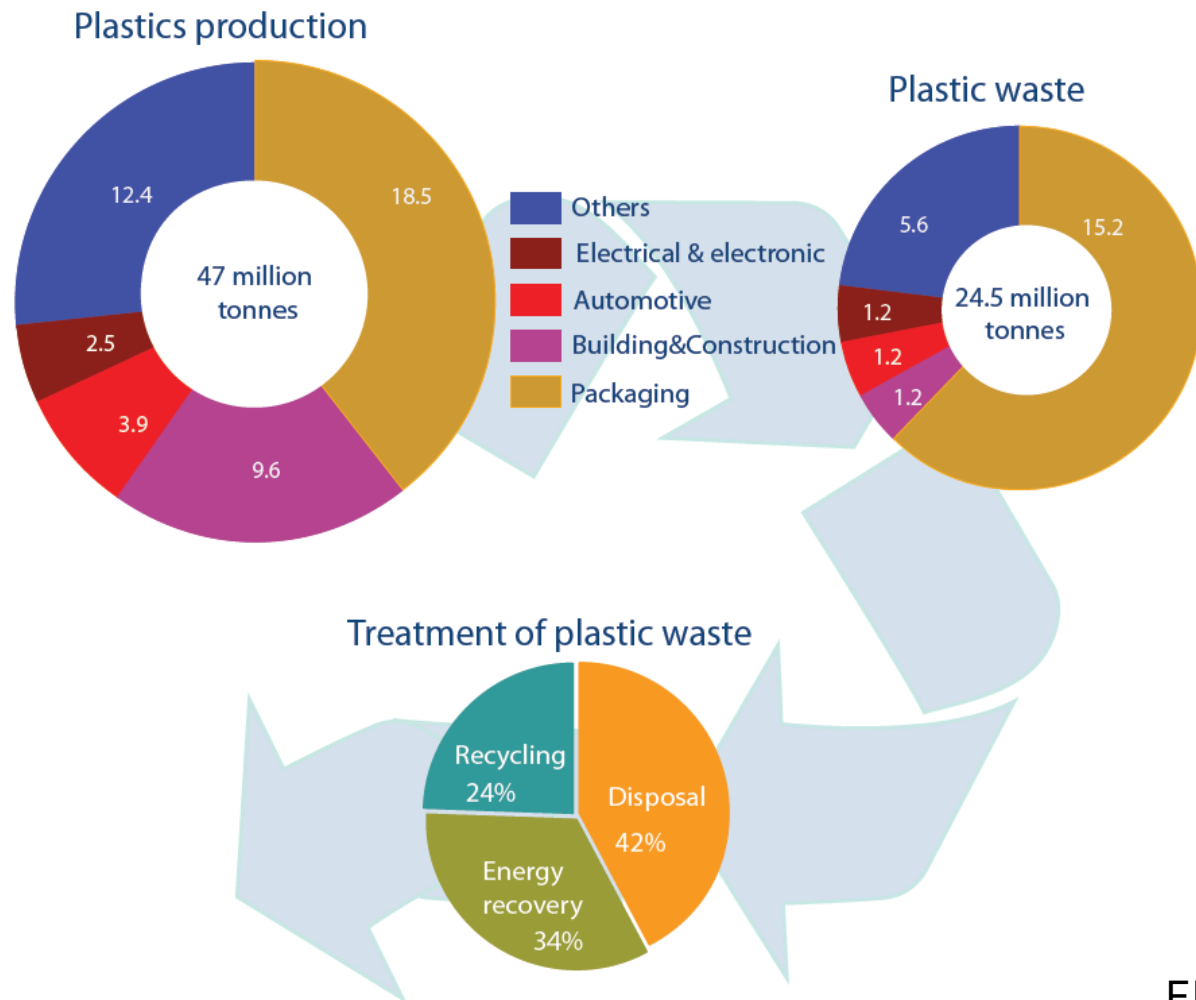 Plastics production
12.4
18.5
2.5
3.9
9.6
47 million
tonnes
Others
Electrical & electronic
Automotive
Building&Construction
Packaging
Plastic waste
5.6
15.2
1.2
1.2
1.2
24.5 million
tonnes
Treatment of plastic waste
Recycling
24%
Disposal
42%
Energy
recovery
34%